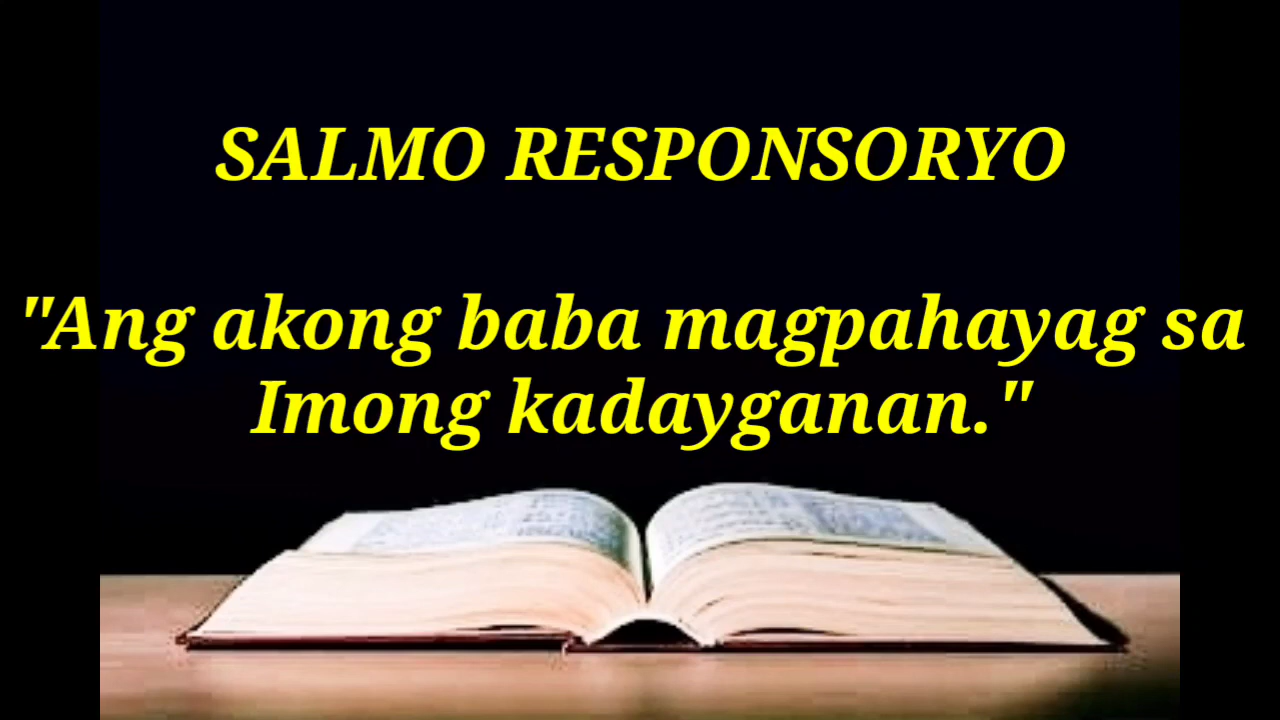 SALMO RESPONSORYO
"Ang akong baba magpahayag sa
Imong kadayganan."